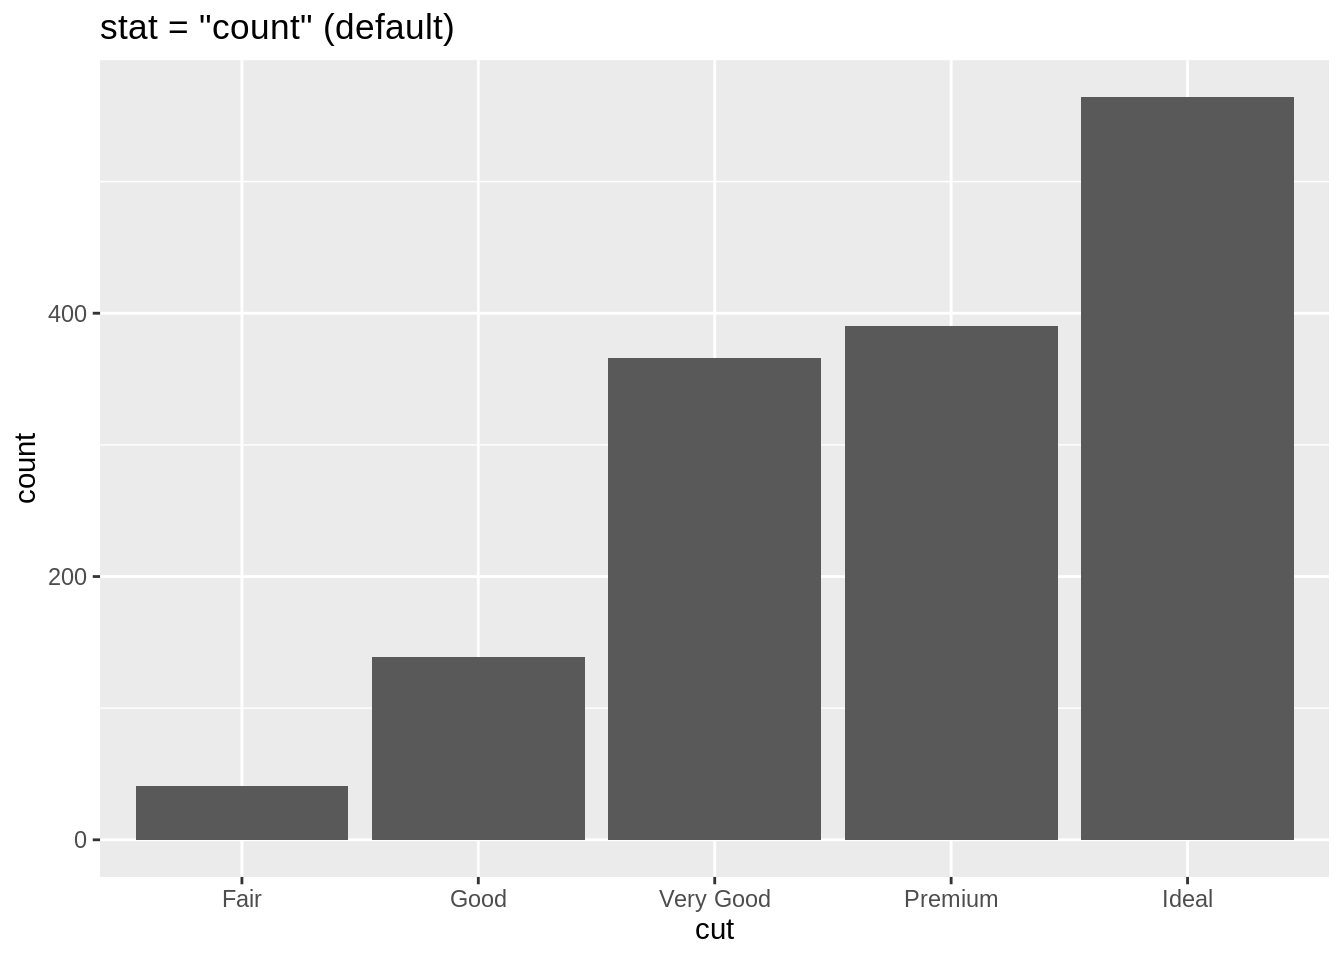 stat = "count" (default)
count
400
200
0
Fair Good Very Good Premium Ideal
cut